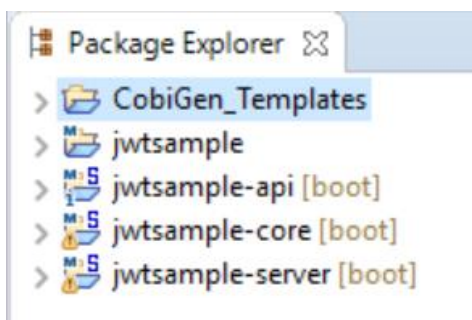 Package Explorer
CobiGen_Templates
jwtsample
jwtsample-api [boot]
jwtsample-core [boot]
jwtsample-server [boot]